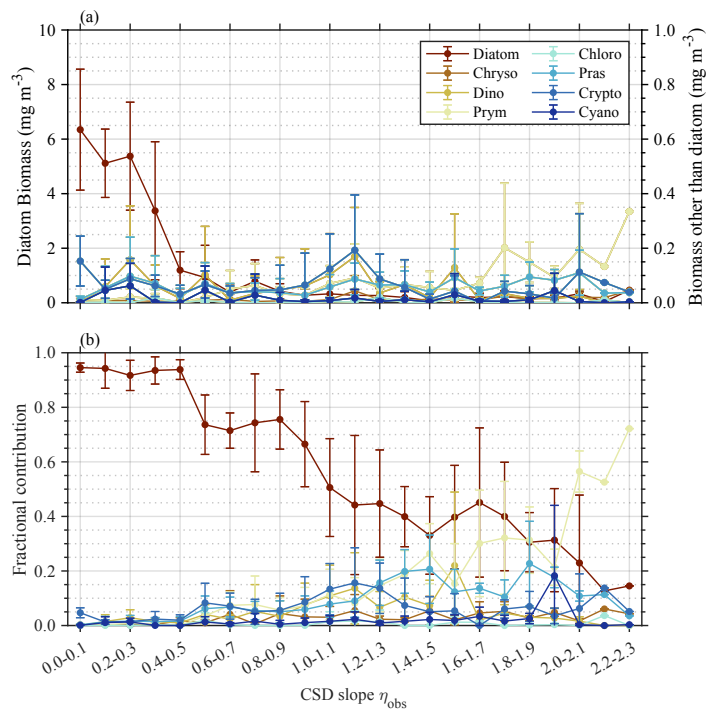 (a)
10
8
6
4
2
0
Diatom Biomass (mg m⁻³)
1.0
0.8
0.6
0.4
0.2
0.0
Biomass other than diatom (mg m⁻³)
Diatom
Chryso
Dino
Prym
Chloro
Pras
Crypto
Cyano
(b)
1.0
0.8
0.6
0.4
0.2
0.0
Fractional contribution
0.0-0.1
0.2-0.3
0.4-0.5
0.6-0.7
0.8-0.9
1.0-1.1
1.2-1.3
1.4-1.5
1.6-1.7
1.8-1.9
2.0-2.1
2.2-2.3
CSD slope η_obs